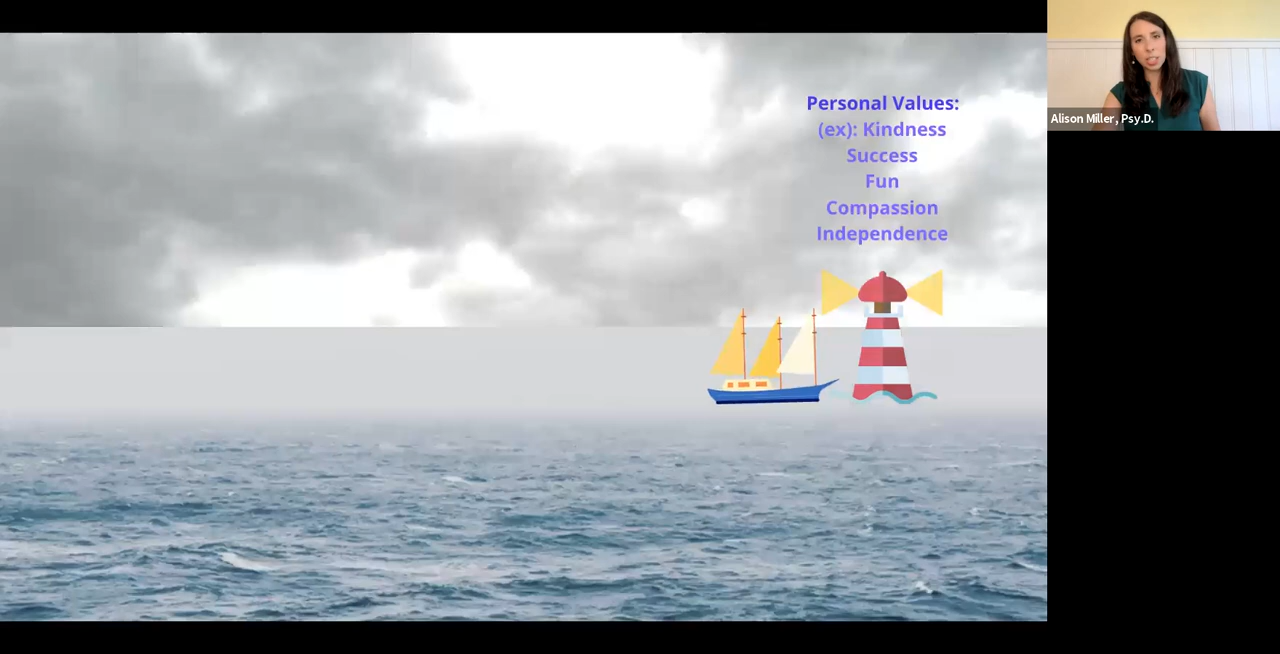 Personal Values:
(ex): Kindness
Success
Fun
Compassion
Independence
Alison Miller, Psy.D.